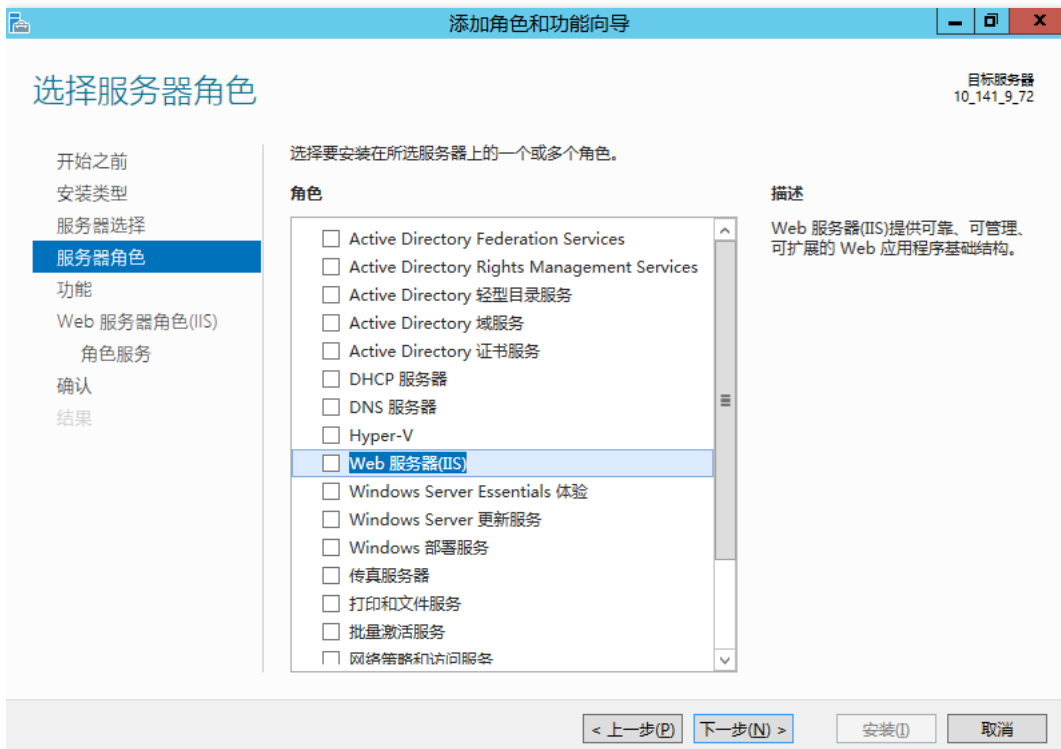 添加角色和功能向导
选择服务器角色
目标服务器
10_141_9_72
开始之前
安装类型
服务器选择
服务器角色
功能
Web 服务器角色(IIS)
角色服务
确认
结果
选择要安装在所选服务器上的一个或多个角色。
角色
Active Directory Federation Services
Active Directory Rights Management Services
Active Directory 轻型目录服务
Active Directory 域服务
Active Directory 证书服务
DHCP 服务器
DNS 服务器
Hyper-V
Web 服务器(IIS)
Windows Server Essentials 体验
Windows Server 更新服务
Windows 部署服务
传真服务器
打印和文件服务
批量激活服务
网络策略和访问服务
描述
Web 服务器(IIS)提供可靠、可管理、
可扩展的 Web 应用程序基础结构。
< 上一步(P)
下一步(N) >
安装(I)
取消